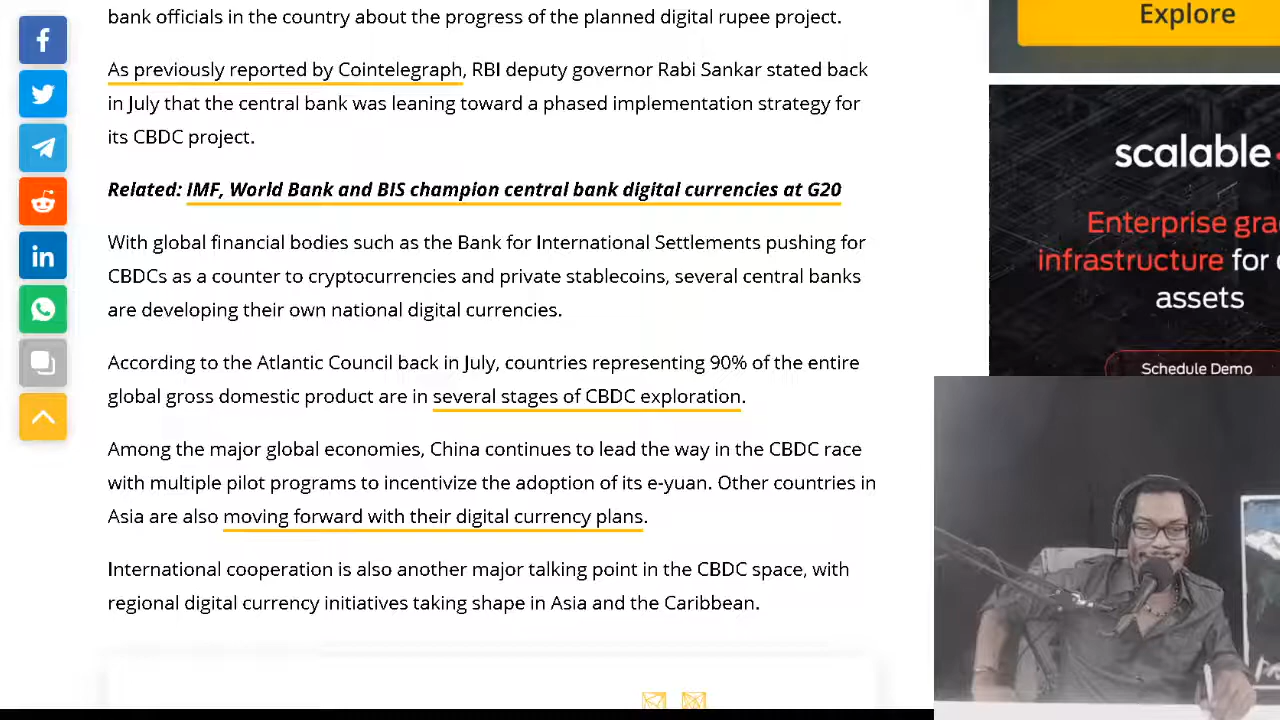 bank officials in the country about the progress of the planned digital rupee project.
As previously reported by Cointelegraph, RBI deputy governor Rabi Sankar stated back
in July that the central bank was leaning toward a phased implementation strategy for
its CBDC project.
Related: IMF, World Bank and BIS champion central bank digital currencies at G20
With global financial bodies such as the Bank for International Settlements pushing for
CBDCs as a counter to cryptocurrencies and private stablecoins, several central banks
are developing their own national digital currencies.
According to the Atlantic Council back in July, countries representing 90% of the entire
global gross domestic product are in several stages of CBDC exploration.
Among the major global economies, China continues to lead the way in the CBDC race
with multiple pilot programs to incentivize the adoption of its e-yuan. Other countries in
Asia are also moving forward with their digital currency plans.
International cooperation is also another major talking point in the CBDC space, with
regional digital currency initiatives taking shape in Asia and the Caribbean.
Explore
scalable
Enterprise gra
infrastructure for
assets
Schedule Demo